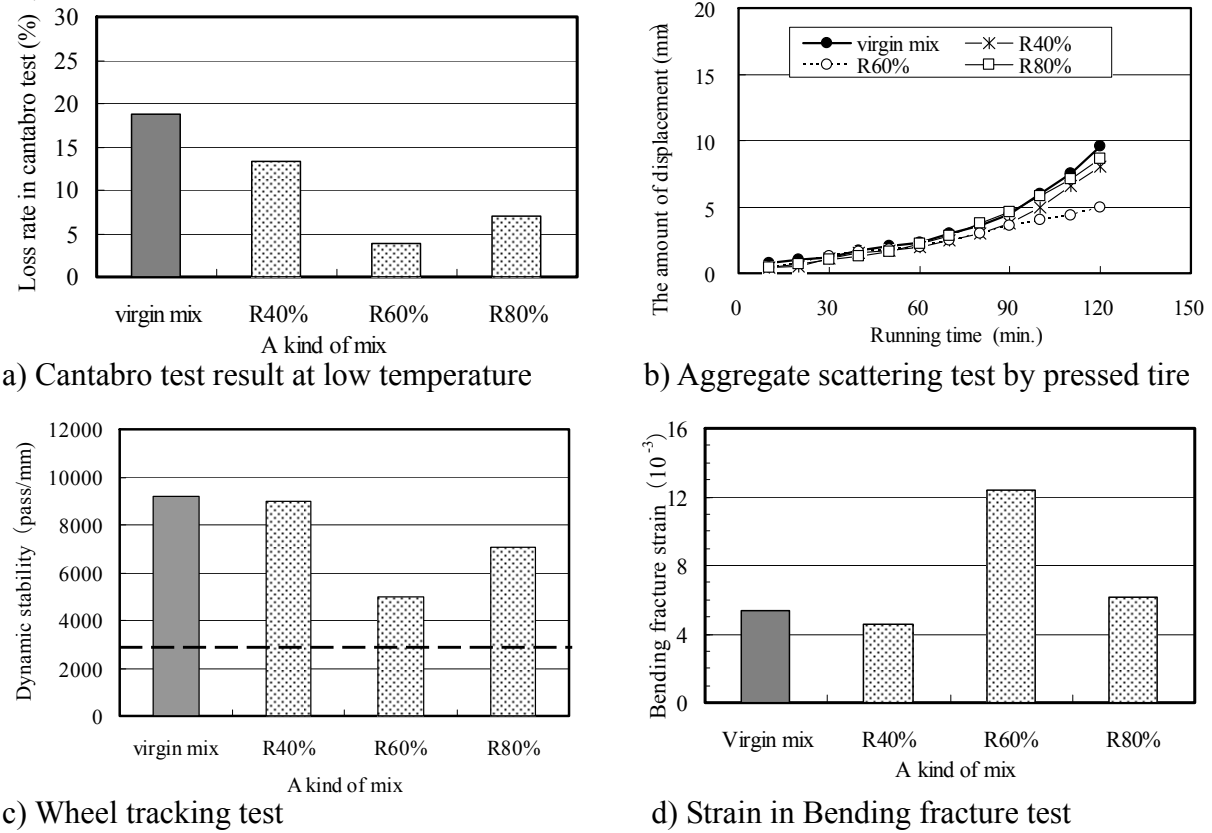 Loss rate in cantabro test (%)
30
25
20
15
10
5
0
virgin mix R40% R60% R80%
A kind of mix
a) Cantabro test result at low temperature
The amount of displacement (mm)
20
15
10
5
0
virgin mix R40%
R60% R80%
0 30 60 90 120 150
Running time (min.)
b) Aggregate scattering test by pressed tire
Dynamic stability (pass/mm)
12000
10000
8000
6000
4000
2000
0
virgin mix R40% R60% R80%
A kind of mix
c) Wheel tracking test
Bending fracture strain (10⁻³)
16
12
8
4
0
Virgin mix R40% R60% R80%
A kind of mix
d) Strain in Bending fracture test